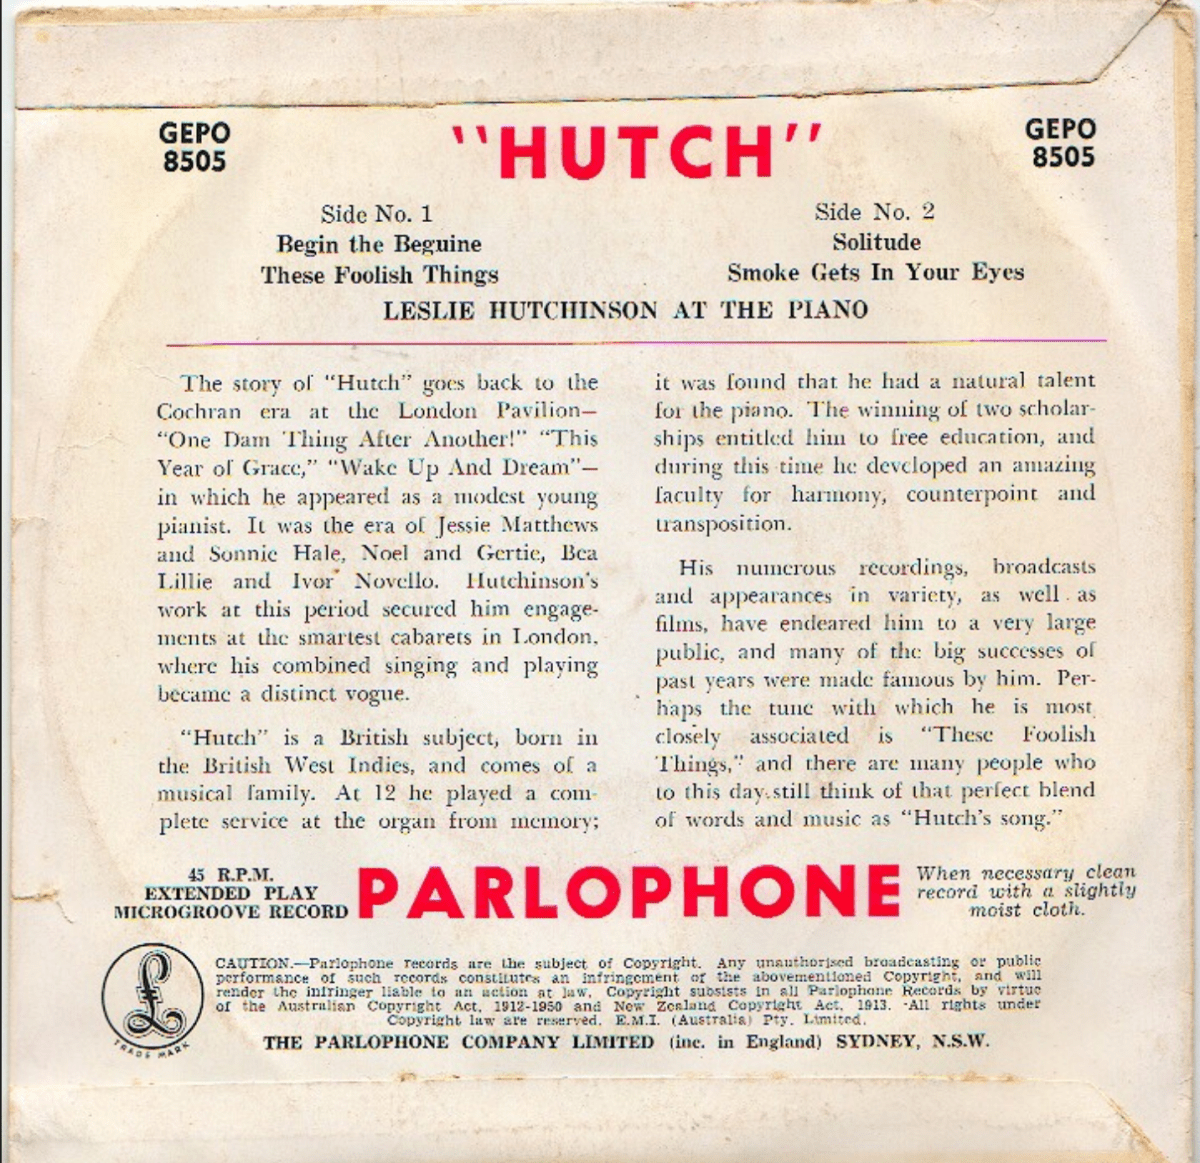 GEPO
8505
"HUTCH"
GEPO
8505
Side No. 1
Begin the Beguine
These Foolish Things
Side No. 2
Solitude
Smoke Gets In Your Eyes
LESLIE HUTCHINSON AT THE PIANO
The story of "Hutch" goes back to the
Cochran era at the London Pavilion—
"One Dam Thing After Another!" "This
Year of Grace," "Wake Up And Dream"—
in which he appeared as a modest young
pianist. It was the era of Jessie Matthews
and Sonnie Hale, Noel and Gertie, Bea
Lillie and Ivor Novello. Hutchinson's
work at this period secured him engage-
ments at the smartest cabarets in London,
where his combined singing and playing
became a distinct vogue.
"Hutch" is a British subject, born in
the British West Indies, and comes of a
musical family. At 12 he played a com-
plete service at the organ from memory;
it was found that he had a natural talent
for the piano. The winning of two scholar-
ships entitled him to free education, and
during this time he developed an amazing
faculty for harmony, counterpoint and
transposition.
His numerous recordings, broadcasts
and appearances in variety, as well as
films, have endeared him to a very large
public, and many of the big successes of
past years were made famous by him. Per-
haps the tune with which he is most
closely associated is "These Foolish
Things," and there are many people who
to this day still think of that perfect blend
of words and music as "Hutch's song."
45 R.P.M.
EXTENDED PLAY
MICROGROOVE RECORD
PARLOPHONE
When necessary clean
record with a slightly
moist cloth.
£
TRADE MARK
CAUTION.—Parlophone records are the subject of Copyright. Any unauthorised broadcasting or public
performance of such records constitutes an infringement of the abovementioned Copyright, and will
render the infringer liable to an action at law. Copyright subsists in all Parlophone Records by virtue
of the Australian Copyright Act, 1912-1950 and New Zealand Copyright Act, 1913. All rights under
Copyright law are reserved. E.M.I. (Australia) Pty. Limited.
THE PARLOPHONE COMPANY LIMITED (inc. in England) SYDNEY, N.S.W.